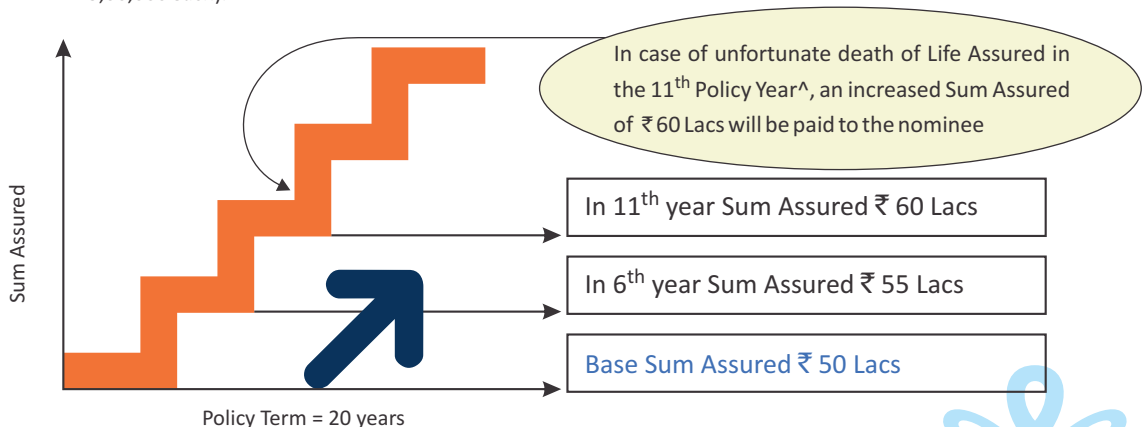 In case of unfortunate death of Life Assured in
the 11th Policy Year^, an increased Sum Assured
of ₹ 60 Lacs will be paid to the nominee
In 11th year Sum Assured ₹ 60 Lacs
In 6th year Sum Assured ₹ 55 Lacs
Base Sum Assured ₹ 50 Lacs
Sum Assured
Policy Term = 20 years